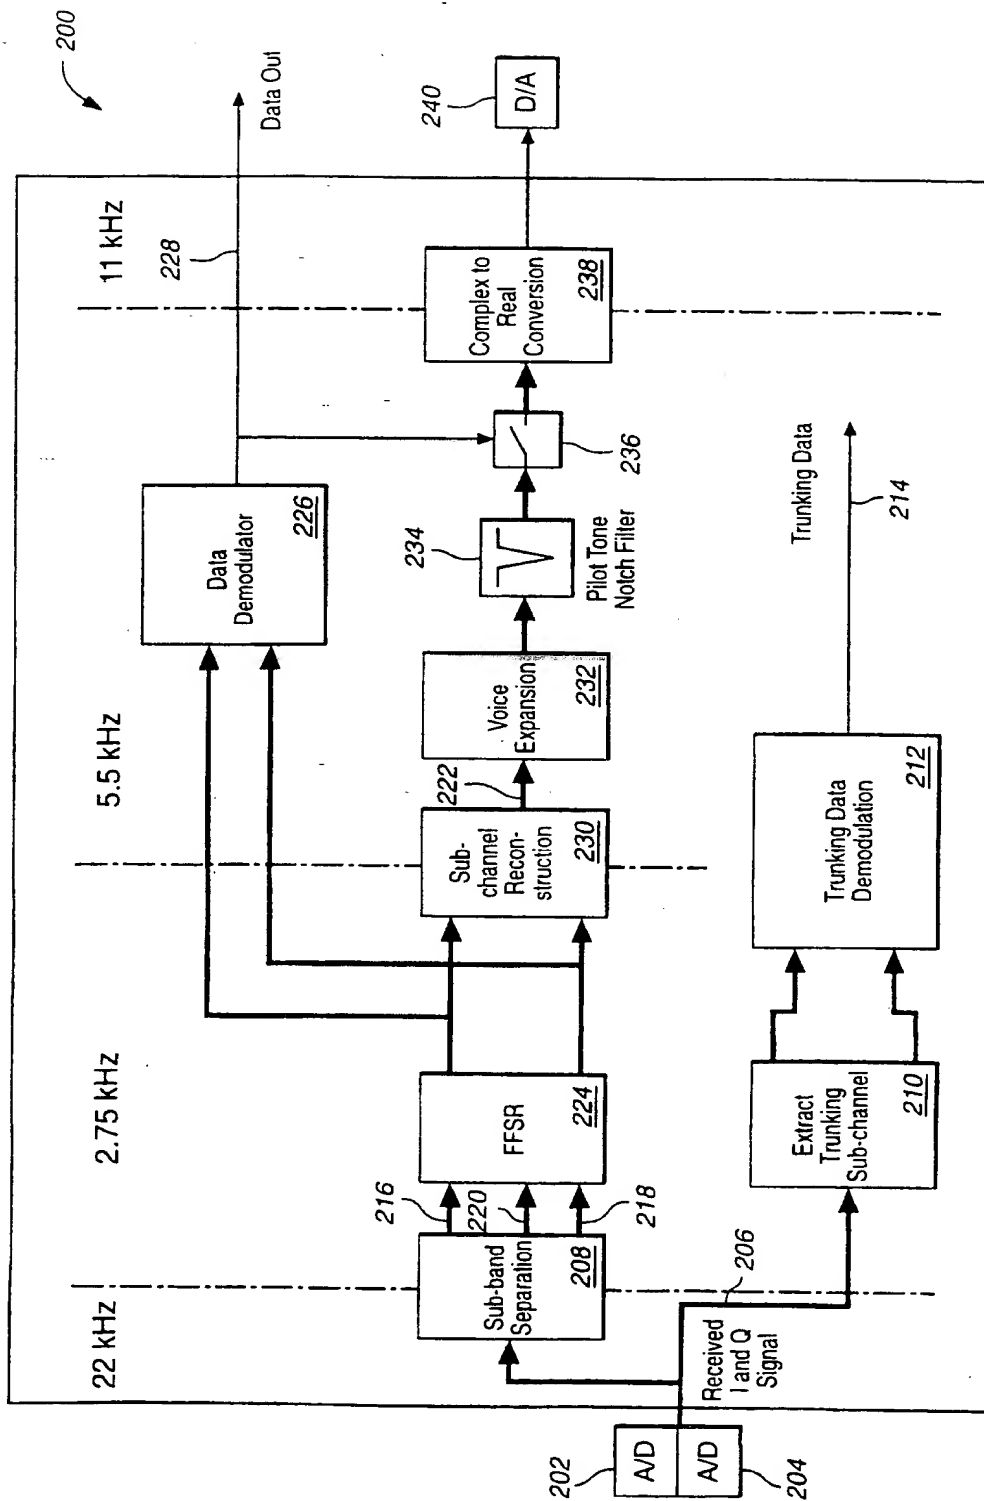 200
22 kHz
2.75 kHz
5.5 kHz
11 kHz
228
Data Out
Data
Demodulator
226
202
A/D
A/D
204
Received
I and Q
Signal
206
Sub-band
Separation
208
216
220
218
FFSR
224
Sub-
channel
Recon-
struction
230
222
Voice
Expansion
232
234
Pilot Tone
Notch Filter
236
Complex to
Real
Conversion
238
240
D/A
Extract
Trunking
Sub-channel
210
Trunking Data
Demodulation
212
Trunking Data
214